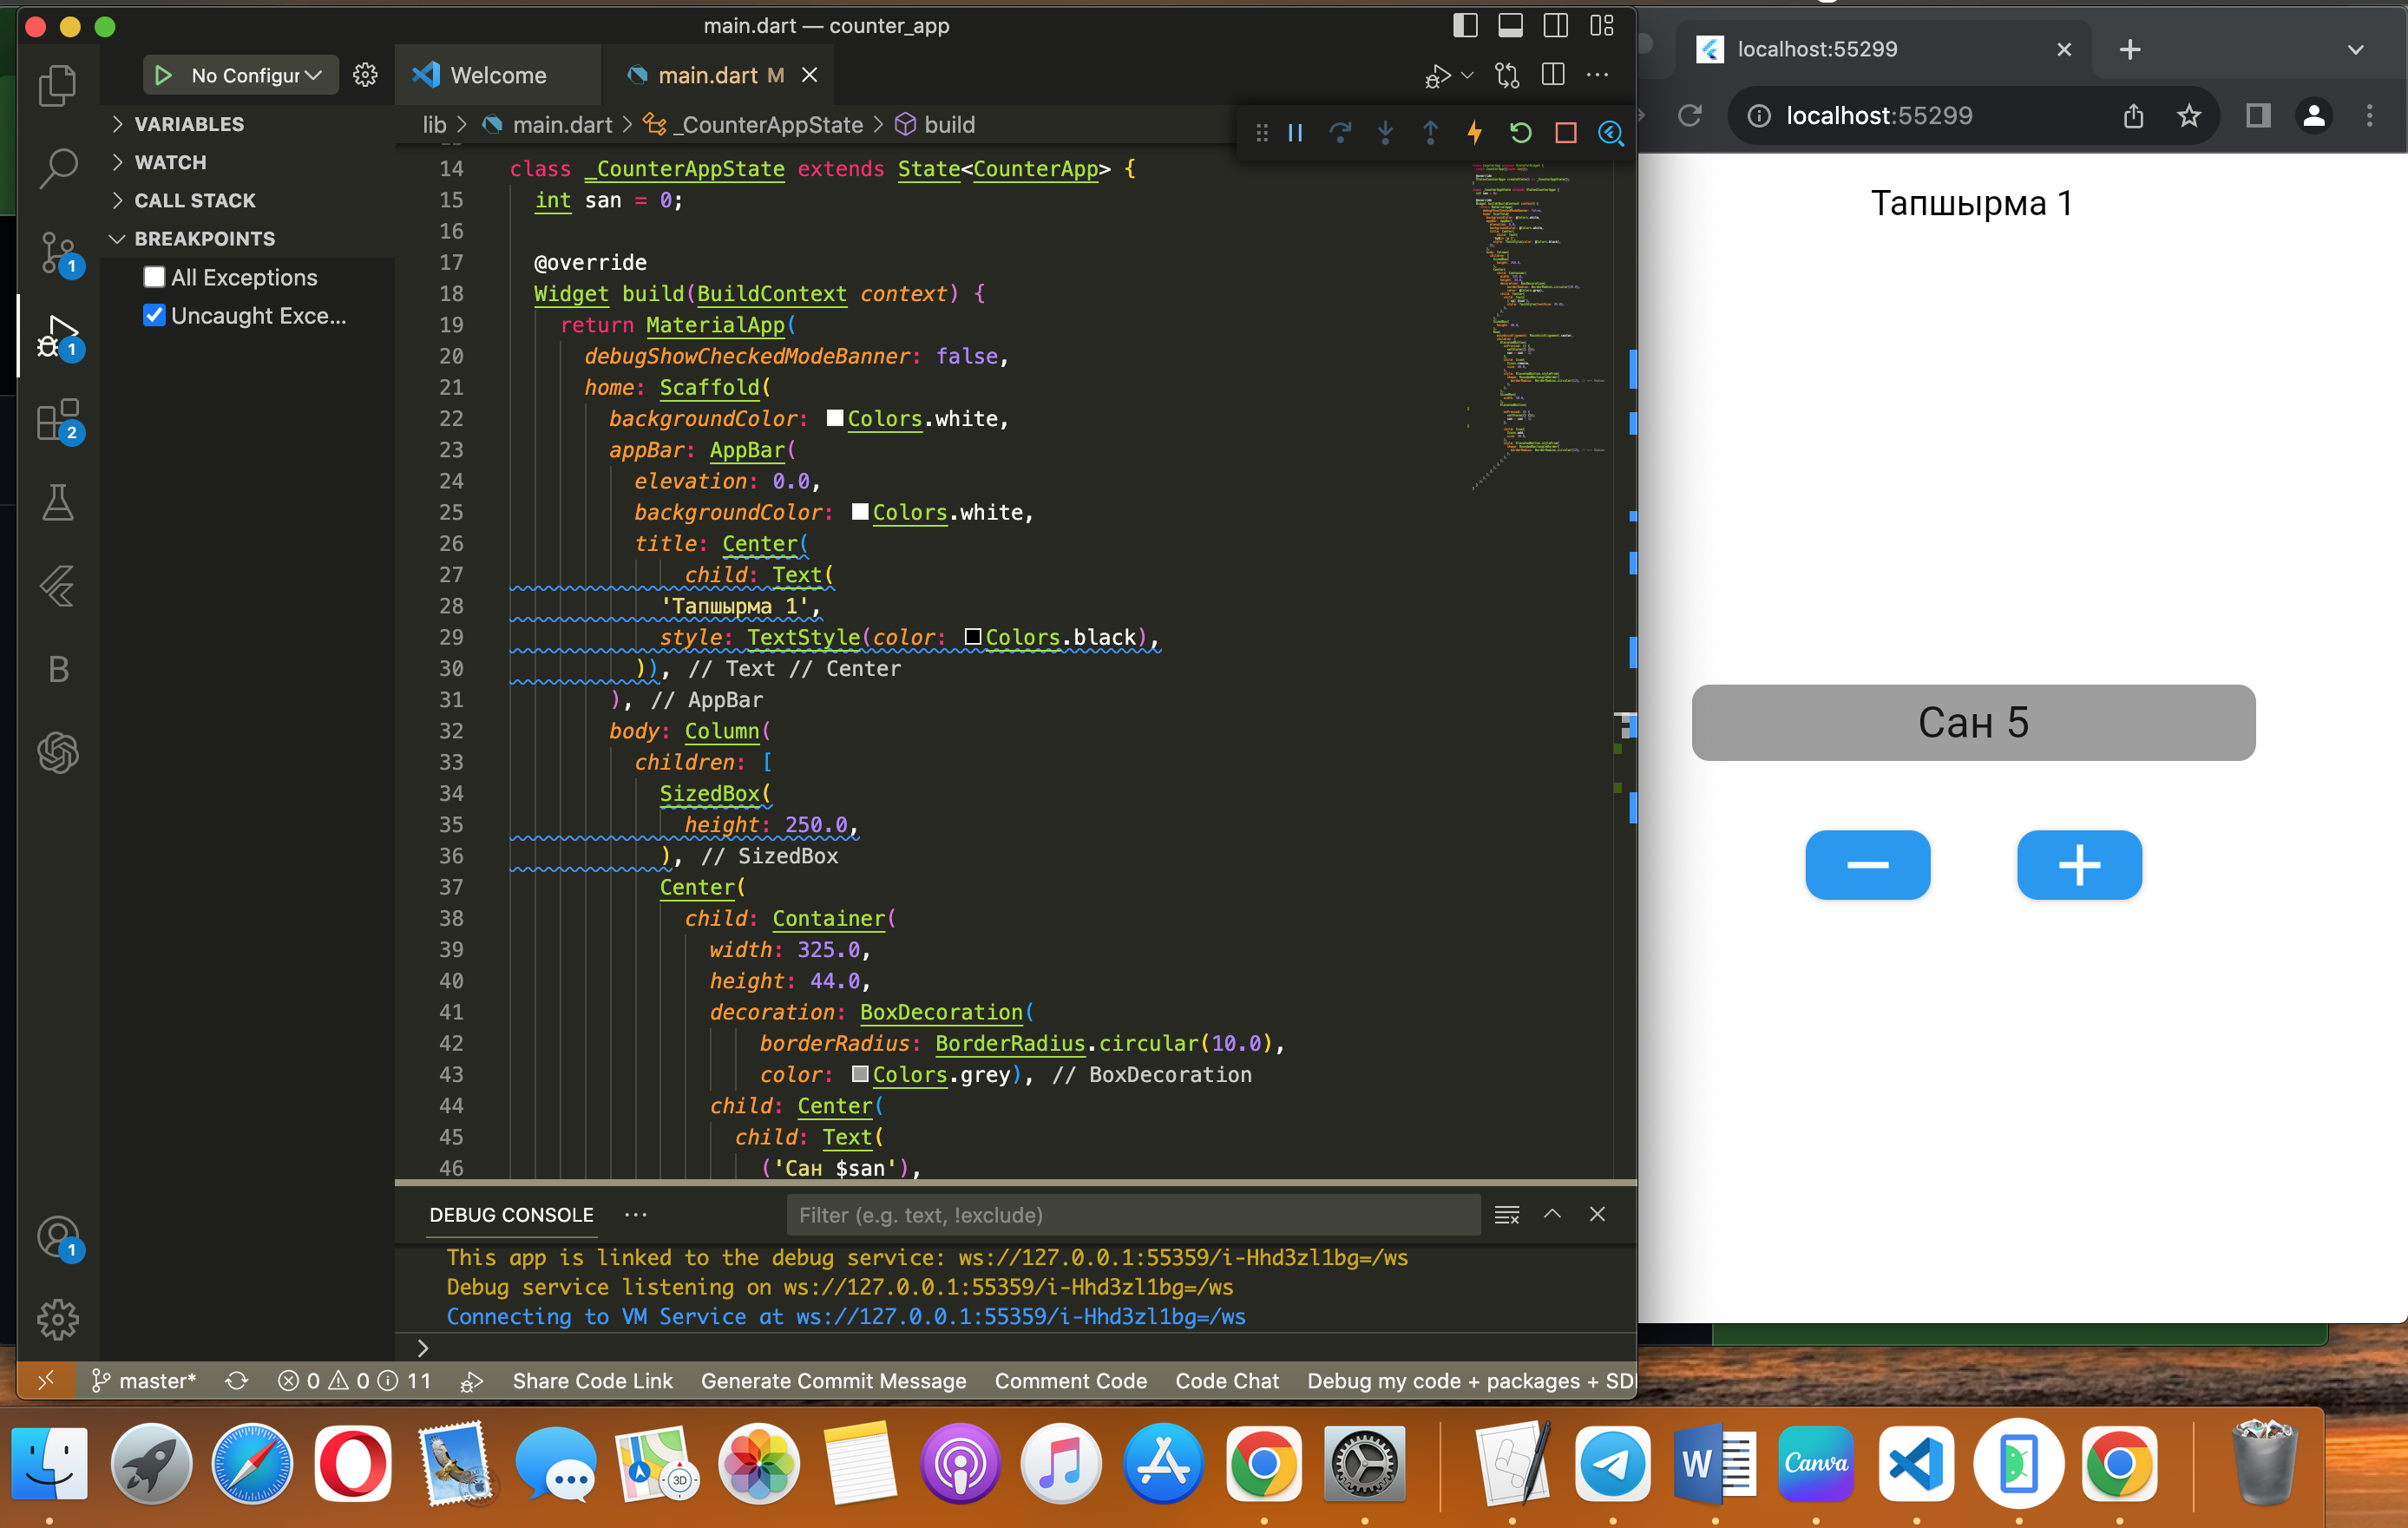 main.dart — counter_app
No Configur
Welcome
main.dart M
VARIABLES
WATCH
CALL STACK
BREAKPOINTS
All Exceptions
Uncaught Exce...
lib > main.dart > _CounterAppState > build
14 class _CounterAppState extends State<CounterApp> {
15 int san = 0;
16
17 @override
18 Widget build(BuildContext context) {
19 return MaterialApp(
20 debugShowCheckedModeBanner: false,
21 home: Scaffold(
22 backgroundColor: Colors.white,
23 appBar: AppBar(
24 elevation: 0.0,
25 backgroundColor: Colors.white,
26 title: Center(
27 child: Text(
28 'Тапшырма 1',
29 style: TextStyle(color: Colors.black),
30 )), // Text // Center
31 ), // AppBar
32 body: Column(
33 children: [
34 SizedBox(
35 height: 250.0,
36 ), // SizedBox
37 Center(
38 child: Container(
39 width: 325.0,
40 height: 44.0,
41 decoration: BoxDecoration(
42 borderRadius: BorderRadius.circular(10.0),
43 color: Colors.grey), // BoxDecoration
44 child: Center(
45 child: Text(
46 ('Сан $san'),
DEBUG CONSOLE
Filter (e.g. text, !exclude)
This app is linked to the debug service: ws://127.0.0.1:55359/i-Hhd3zl1bg=/ws
Debug service listening on ws://127.0.0.1:55359/i-Hhd3zl1bg=/ws
Connecting to VM Service at ws://127.0.0.1:55359/i-Hhd3zl1bg=/ws
>
master* 0 0 11 Share Code Link Generate Commit Message Comment Code Code Chat Debug my code + packages + SD
1
1
2
B
1
localhost:55299
localhost:55299
Тапшырма 1
Сан 5
3D
W
Canva